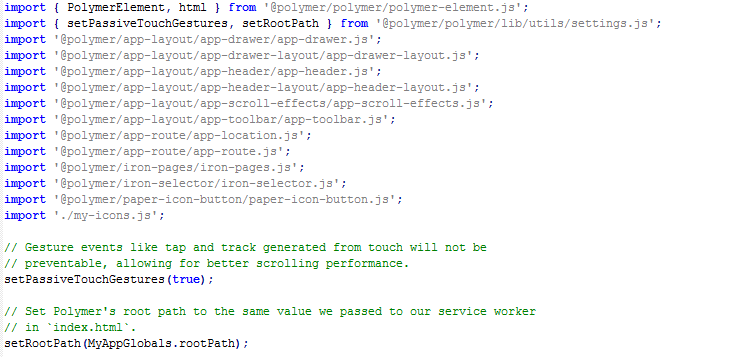 import { PolymerElement, html } from '@polymer/polymer/polymer-element.js';
import { setPassiveTouchGestures, setRootPath } from '@polymer/polymer/lib/utils/settings.js';
import '@polymer/app-layout/app-drawer/app-drawer.js';
import '@polymer/app-layout/app-drawer-layout/app-drawer-layout.js';
import '@polymer/app-layout/app-header/app-header.js';
import '@polymer/app-layout/app-header-layout/app-header-layout.js';
import '@polymer/app-layout/app-scroll-effects/app-scroll-effects.js';
import '@polymer/app-layout/app-toolbar/app-toolbar.js';
import '@polymer/app-route/app-location.js';
import '@polymer/app-route/app-route.js';
import '@polymer/iron-pages/iron-pages.js';
import '@polymer/iron-selector/iron-selector.js';
import '@polymer/paper-icon-button/paper-icon-button.js';
import './my-icons.js';

// Gesture events like tap and track generated from touch will not be
// preventable, allowing for better scrolling performance.
setPassiveTouchGestures(true);

// Set Polymer's root path to the same value we passed to our service worker
// in `index.html`.
setRootPath(MyAppGlobals.rootPath);